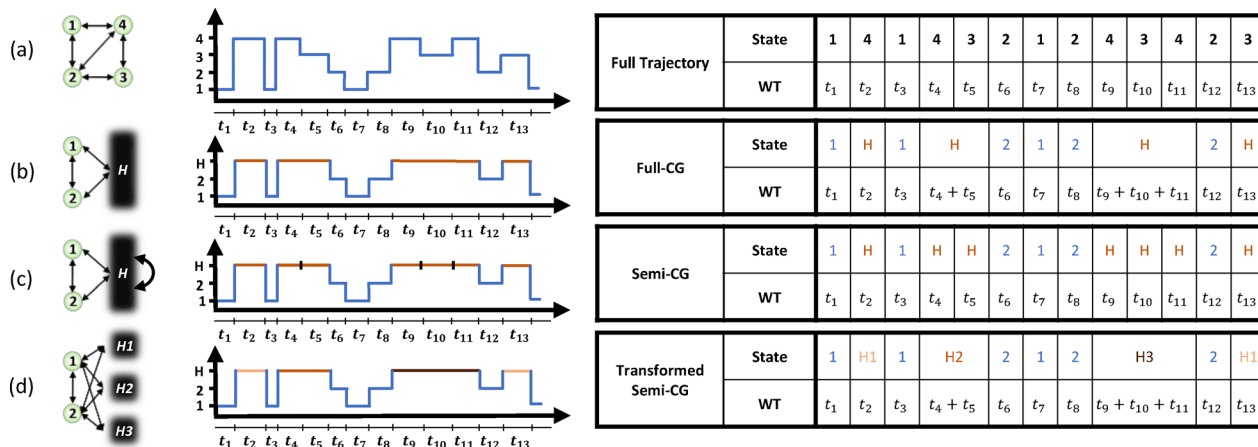 (a)
1 4
2 3
4
3
2
1
t₁ t₂ t₃ t₄ t₅ t₆ t₇ t₈ t₉ t₁₀ t₁₁ t₁₂ t₁₃
Full Trajectory
State 1 4 1 4 3 2 1 2 4 3 4 2 3
WT t₁ t₂ t₃ t₄ t₅ t₆ t₇ t₈ t₉ t₁₀ t₁₁ t₁₂ t₁₃
(b)
1
H
2
H
2
1
t₁ t₂ t₃ t₄ t₅ t₆ t₇ t₈ t₉ t₁₀ t₁₁ t₁₂ t₁₃
Full-CG
State 1 H 1 H 2 1 2 H 2 H
WT t₁ t₂ t₃ t₄ + t₅ t₆ t₇ t₈ t₉ + t₁₀ + t₁₁ t₁₂ t₁₃
(c)
1
H
2
H
2
1
t₁ t₂ t₃ t₄ t₅ t₆ t₇ t₈ t₉ t₁₀ t₁₁ t₁₂ t₁₃
Semi-CG
State 1 H 1 H H 2 1 2 H H H 2 H
WT t₁ t₂ t₃ t₄ t₅ t₆ t₇ t₈ t₉ t₁₀ t₁₁ t₁₂ t₁₃
(d)
H1
1
H2
2
H3
H
2
1
t₁ t₂ t₃ t₄ t₅ t₆ t₇ t₈ t₉ t₁₀ t₁₁ t₁₂ t₁₃
Transformed
Semi-CG
State 1 H1 1 H2 2 1 2 H3 2 H1
WT t₁ t₂ t₃ t₄ + t₅ t₆ t₇ t₈ t₉ + t₁₀ + t₁₁ t₁₂ t₁₃